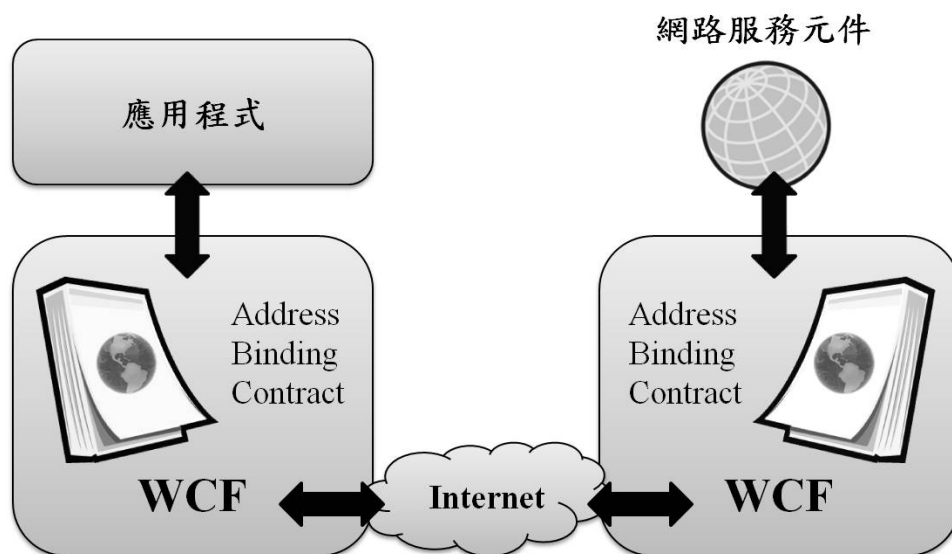 網路服務元件
應用程式
Address
Binding
Contract
WCF
Internet
Address
Binding
Contract
WCF